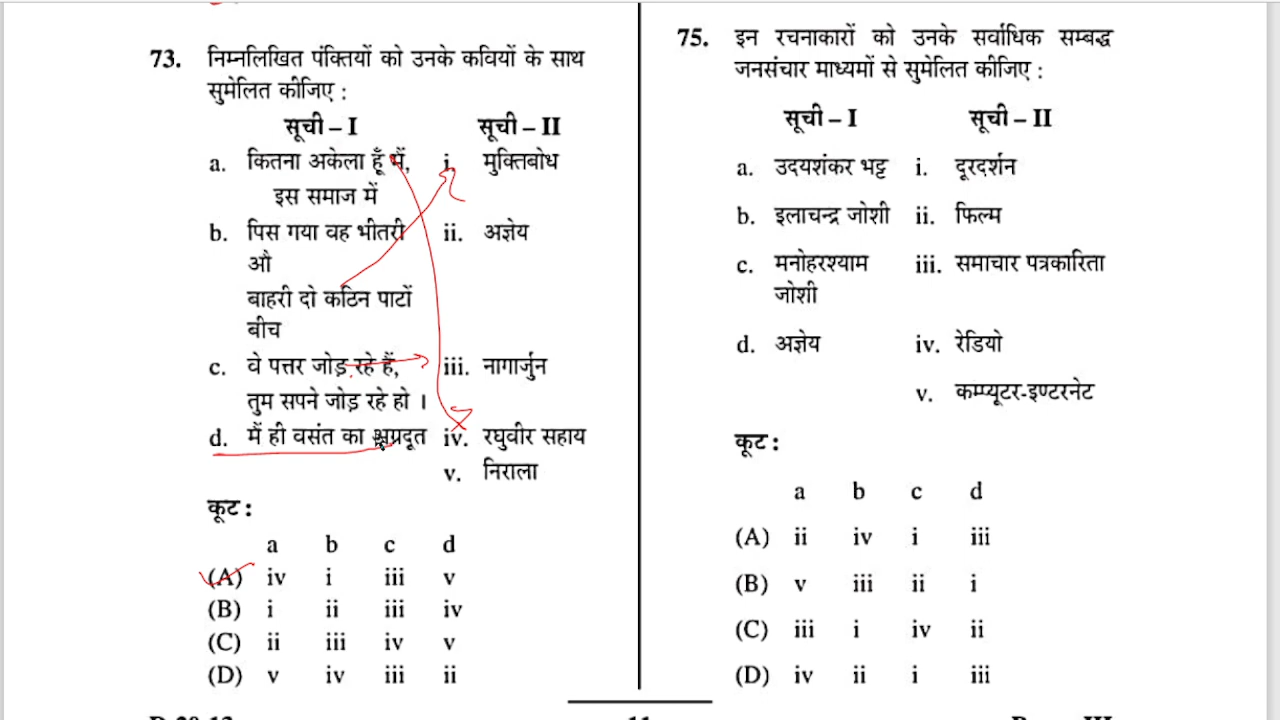 73. निम्नलिखित पंक्तियों को उनके कवियों के साथ
सुमेलित कीजिए :
सूची – I सूची – II
a. कितना अकेला हूँ मैं, i. मुक्तिबोध
इस समाज में
b. पिस गया वह भीतरी ii. अज्ञेय
औ
बाहरी दो कठिन पाटों
बीच
c. वे पत्तर जोड़ रहे हैं, iii. नागार्जुन
तुम सपने जोड़ रहे हो ।
d. मैं ही वसंत का अग्रदूत iv. रघुवीर सहाय
v. निराला
कूट :
a b c d
(A) iv i iii v
(B) i ii iii iv
(C) ii iii iv v
(D) v iv iii ii
75. इन रचनाकारों को उनके सर्वाधिक सम्बद्ध
जनसंचार माध्यमों से सुमेलित कीजिए :
सूची – I सूची – II
a. उदयशंकर भट्ट i. दूरदर्शन
b. इलाचन्द्र जोशी ii. फिल्म
c. मनोहरश्याम iii. समाचार पत्रकारिता
जोशी
d. अज्ञेय iv. रेडियो
v. कम्प्यूटर-इण्टरनेट
कूट :
a b c d
(A) ii iv i iii
(B) v iii ii i
(C) iii i iv ii
(D) iv ii i iii